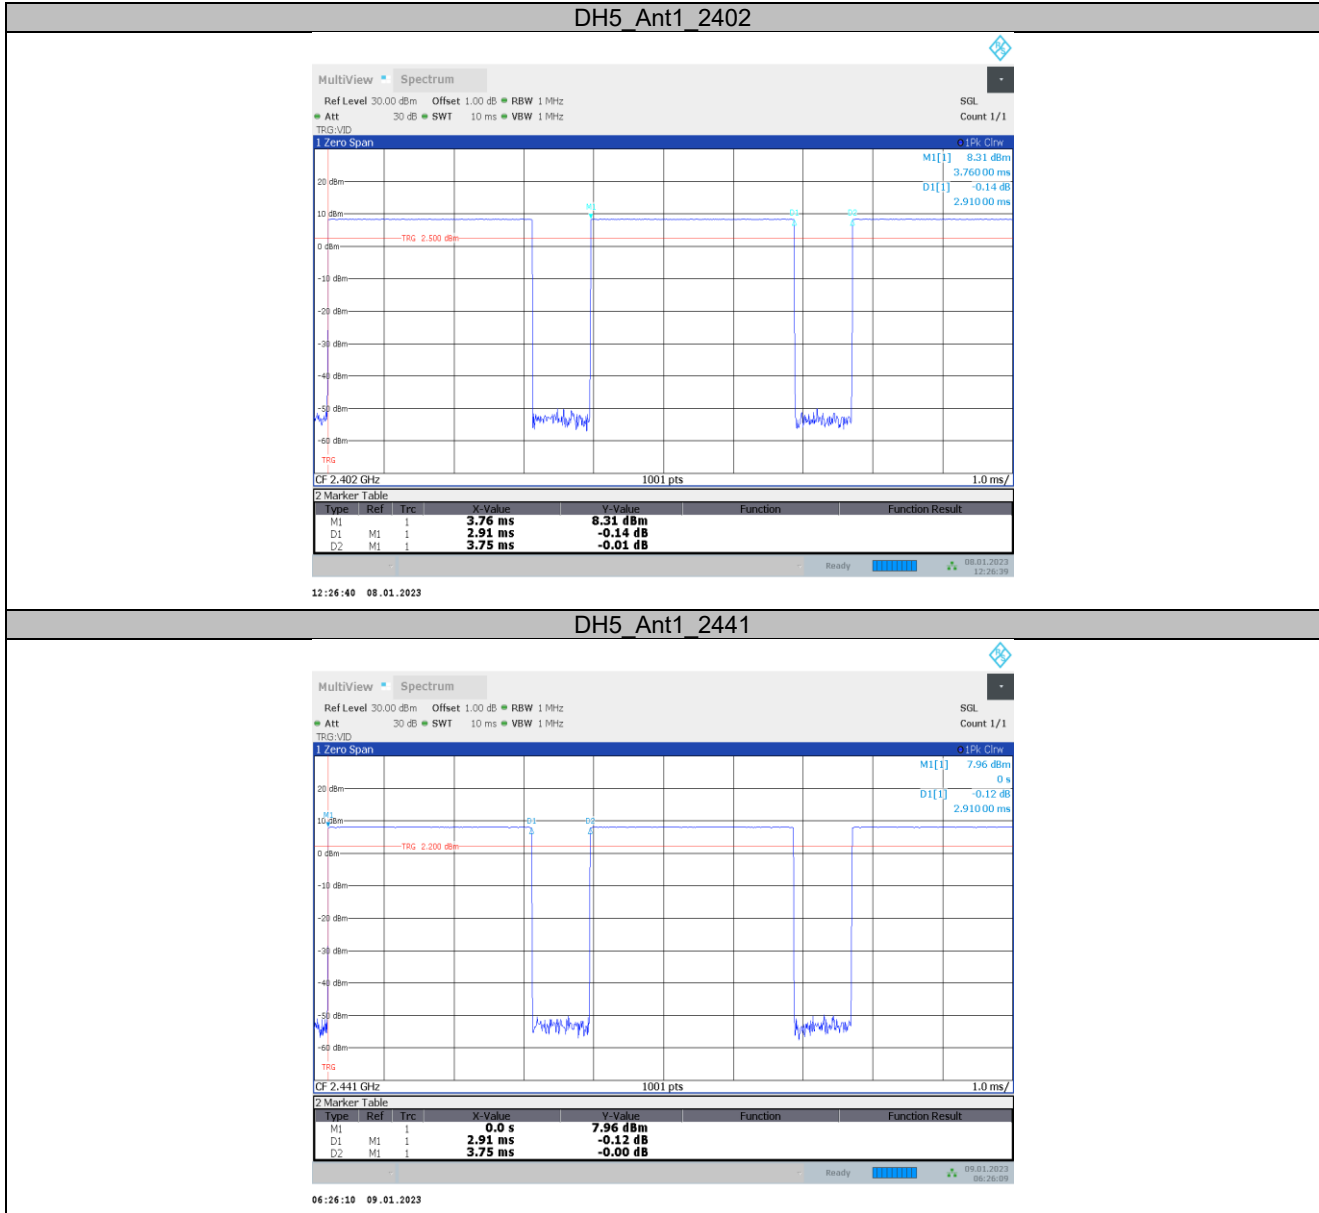 DH5_Ant1_2402
MultiView Spectrum
Ref Level 30.00 dBm Offset 1.00 dB RBW 1 MHz SGL
Att 30 dB SWT 10 ms VBW 1 MHz Count 1/1
TRG:VID
1 Zero Span 1Pk Clrw
M1[1] 8.31 dBm
3.76000 ms
D1[1] -0.14 dB
2.91000 ms
20 dBm
M1
10 dBm
D1 D2
TRG 2.500 dBm
0 dBm
-10 dBm
-20 dBm
-30 dBm
-40 dBm
-50 dBm
-60 dBm
TRG
CF 2.402 GHz 1001 pts 1.0 ms/
2 Marker Table
Type Ref Trc X-Value Y-Value Function Function Result
M1 1 3.76 ms 8.31 dBm
D1 M1 1 2.91 ms -0.14 dB
D2 M1 1 3.75 ms -0.01 dB
Ready 08.01.2023
12:26:39
12:26:40 08.01.2023
DH5_Ant1_2441
MultiView Spectrum
Ref Level 30.00 dBm Offset 1.00 dB RBW 1 MHz SGL
Att 30 dB SWT 10 ms VBW 1 MHz Count 1/1
TRG:VID
1 Zero Span 1Pk Clrw
M1[1] 7.96 dBm
0 s
D1[1] -0.12 dB
2.91000 ms
20 dBm
M1
10 dBm D1 D2
TRG 2.200 dBm
0 dBm
-10 dBm
-20 dBm
-30 dBm
-40 dBm
-50 dBm
-60 dBm
TRG
CF 2.441 GHz 1001 pts 1.0 ms/
2 Marker Table
Type Ref Trc X-Value Y-Value Function Function Result
M1 1 0.0 s 7.96 dBm
D1 M1 1 2.91 ms -0.12 dB
D2 M1 1 3.75 ms -0.00 dB
Ready 09.01.2023
06:26:09
06:26:10 09.01.2023